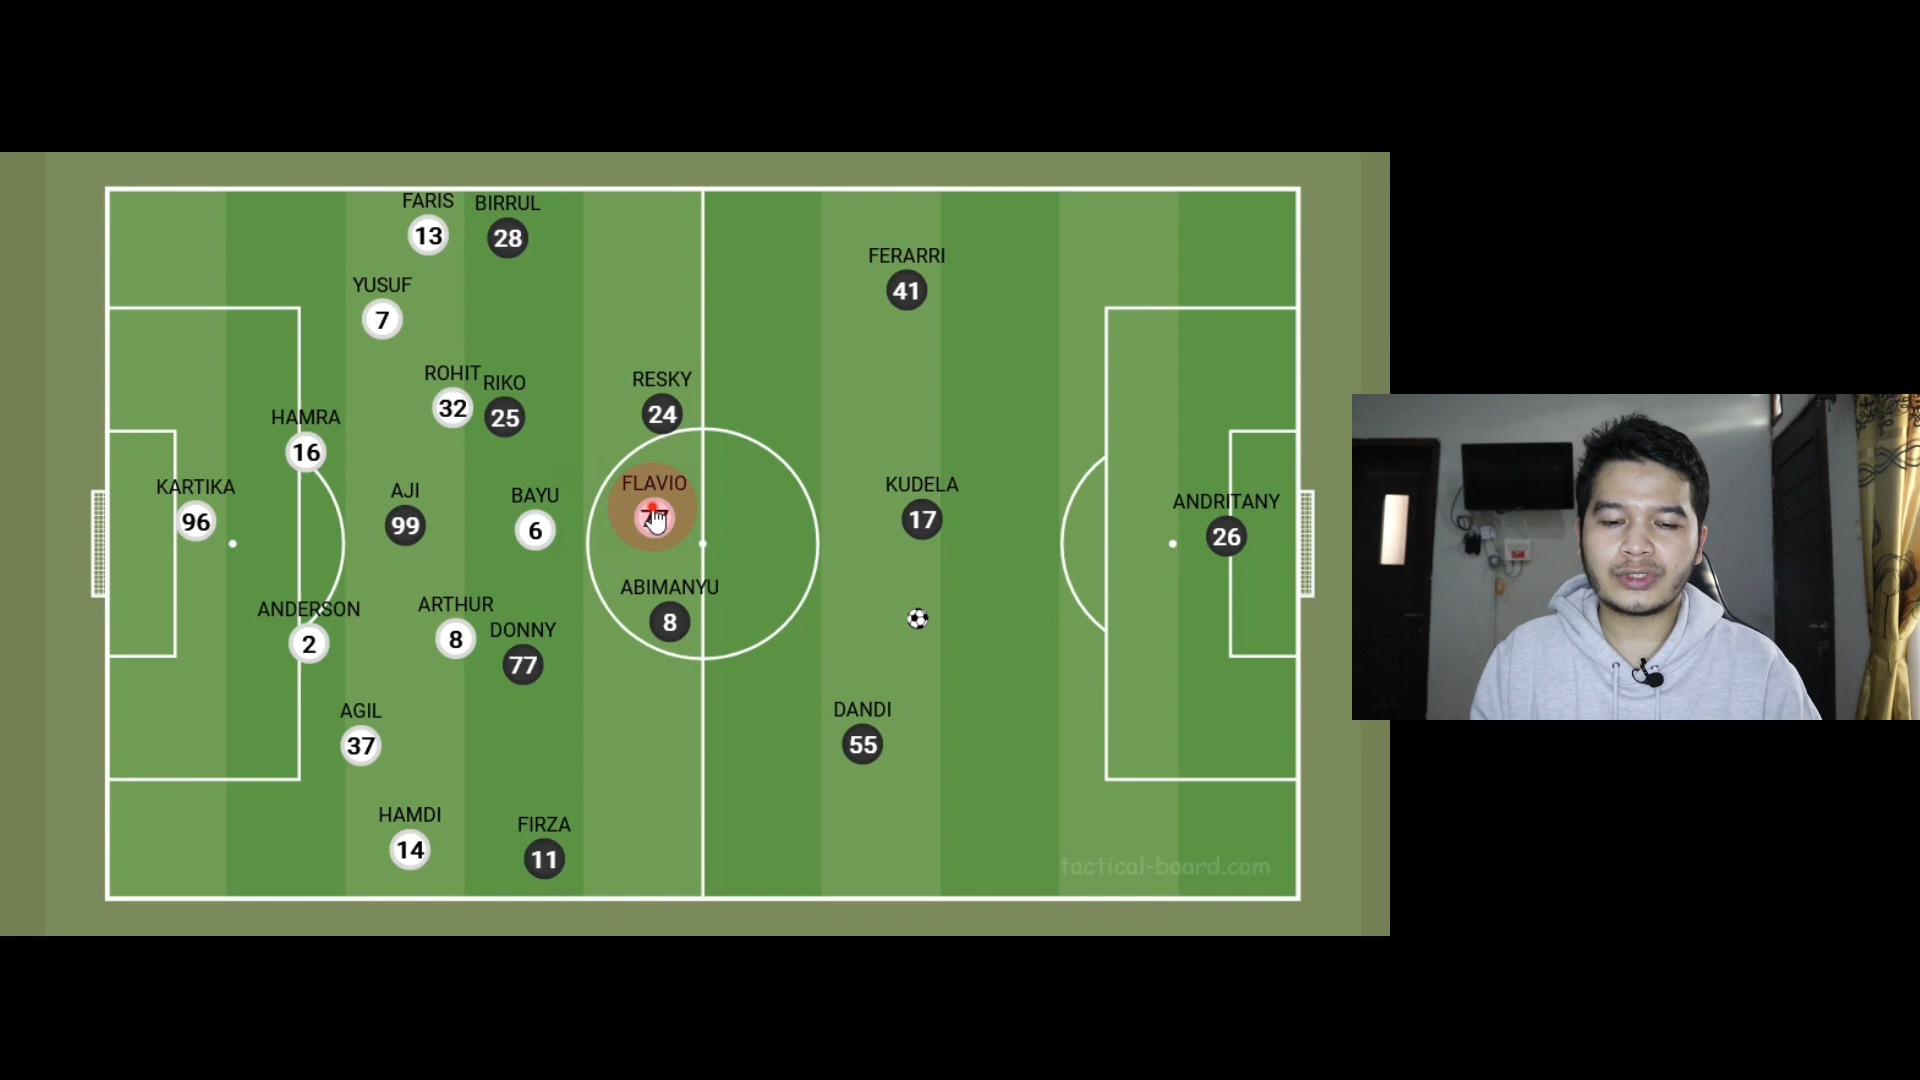 FARIS
13
BIRRUL
28
YUSUF
7
FERARRI
41
ROHIT
32
RIKO
25
RESKY
24
HAMRA
16
KARTIKA
96
AJI
99
BAYU
6
FLAVIO
KUDELA
17
ANDRITANY
26
ANDERSON
2
ARTHUR
8
DONNY
77
ABIMANYU
8
AGIL
37
DANDI
55
HAMDI
14
FIRZA
11
tactical-board.com